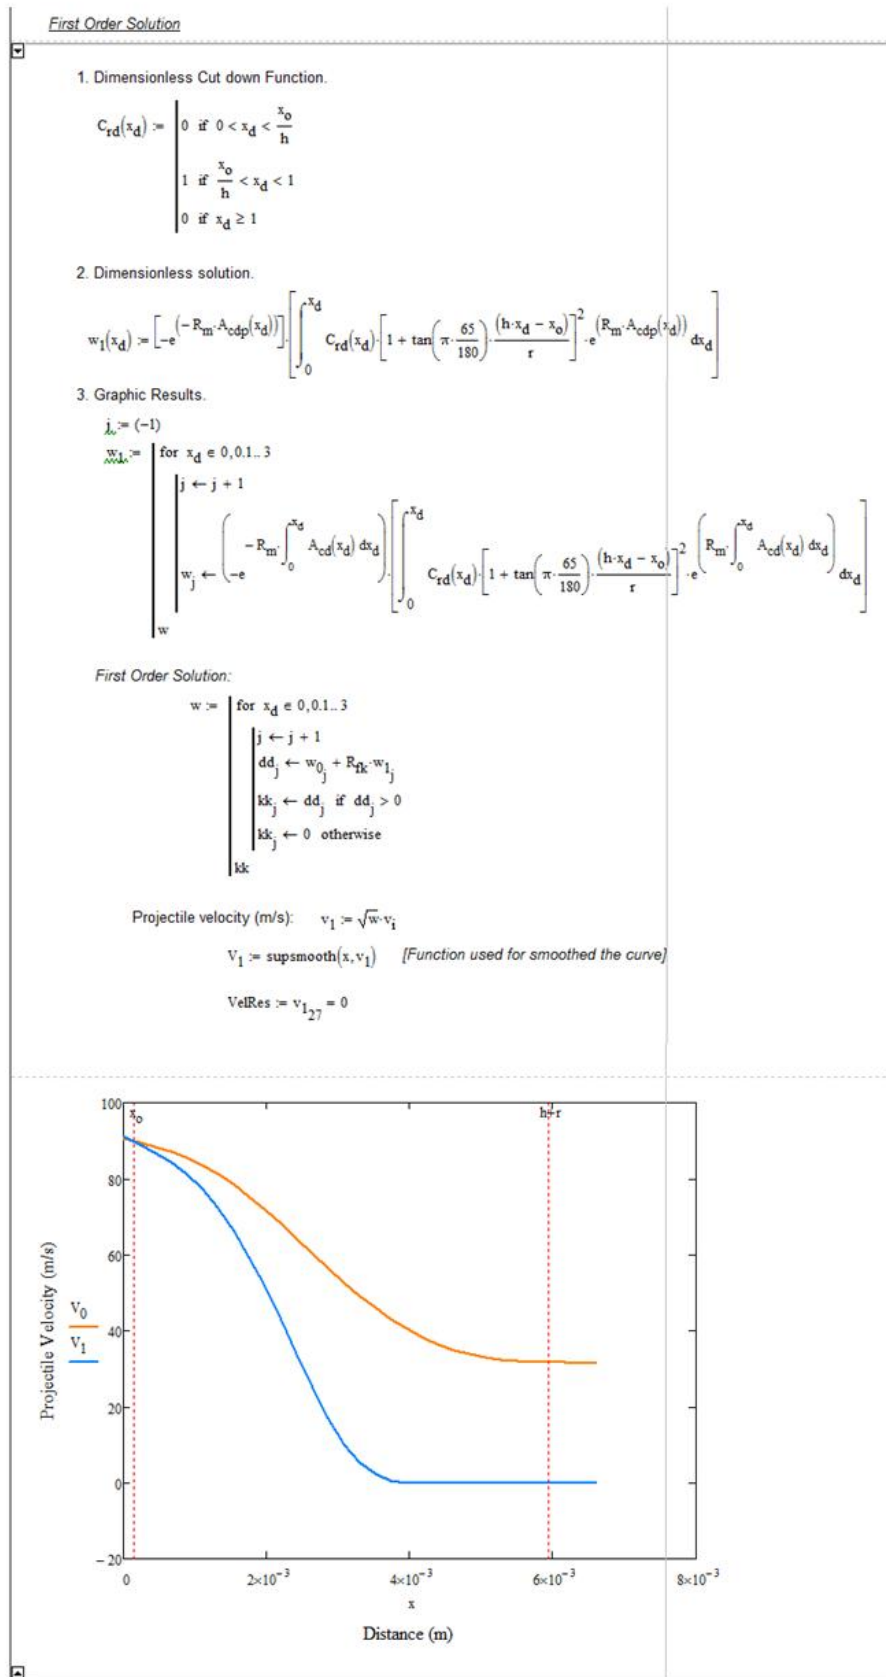 First Order Solution
1. Dimensionless Cut down Function.
C_rd(x_d) := | 0 if 0 < x_d < x_o/h
1 if x_o/h < x_d < 1
0 if x_d ≥ 1
2. Dimensionless solution.
w_1(x_d) := [-e^(-R_m·A_cdp(x_d))]·[∫_0^x_d C_rd(x_d)·[1 + tan(π·65/180)·(h·x_d − x_o)/r]^2·e^(R_m·A_cdp(x_d)) dx_d]
3. Graphic Results.
j := (-1)
w_1 := | for x_d ∈ 0,0.1..3
j ← j + 1
w_j ← (-e^(-R_m·∫_0^x_d A_cd(x_d) dx_d))·[∫_0^x_d C_rd(x_d)·[1 + tan(π·65/180)·(h·x_d − x_o)/r]^2·e^(R_m·∫_0^x_d A_cd(x_d) dx_d) dx_d]
w
First Order Solution:
w := | for x_d ∈ 0,0.1..3
j ← j + 1
dd_j ← w_0_j + R_fk·w_1_j
kk_j ← dd_j if dd_j > 0
kk_j ← 0 otherwise
kk
Projectile velocity (m/s): v_1 := √w·v_i
V_1 := supsmooth(x,v_1) [Function used for smoothed the curve]
VelRes := v_1_27 = 0
100
x_o
h+r
80
60
40
20
0
−20
Projectile Velocity (m/s)
V_0
V_1
0
2×10^-3
4×10^-3
6×10^-3
8×10^-3
x
Distance (m)